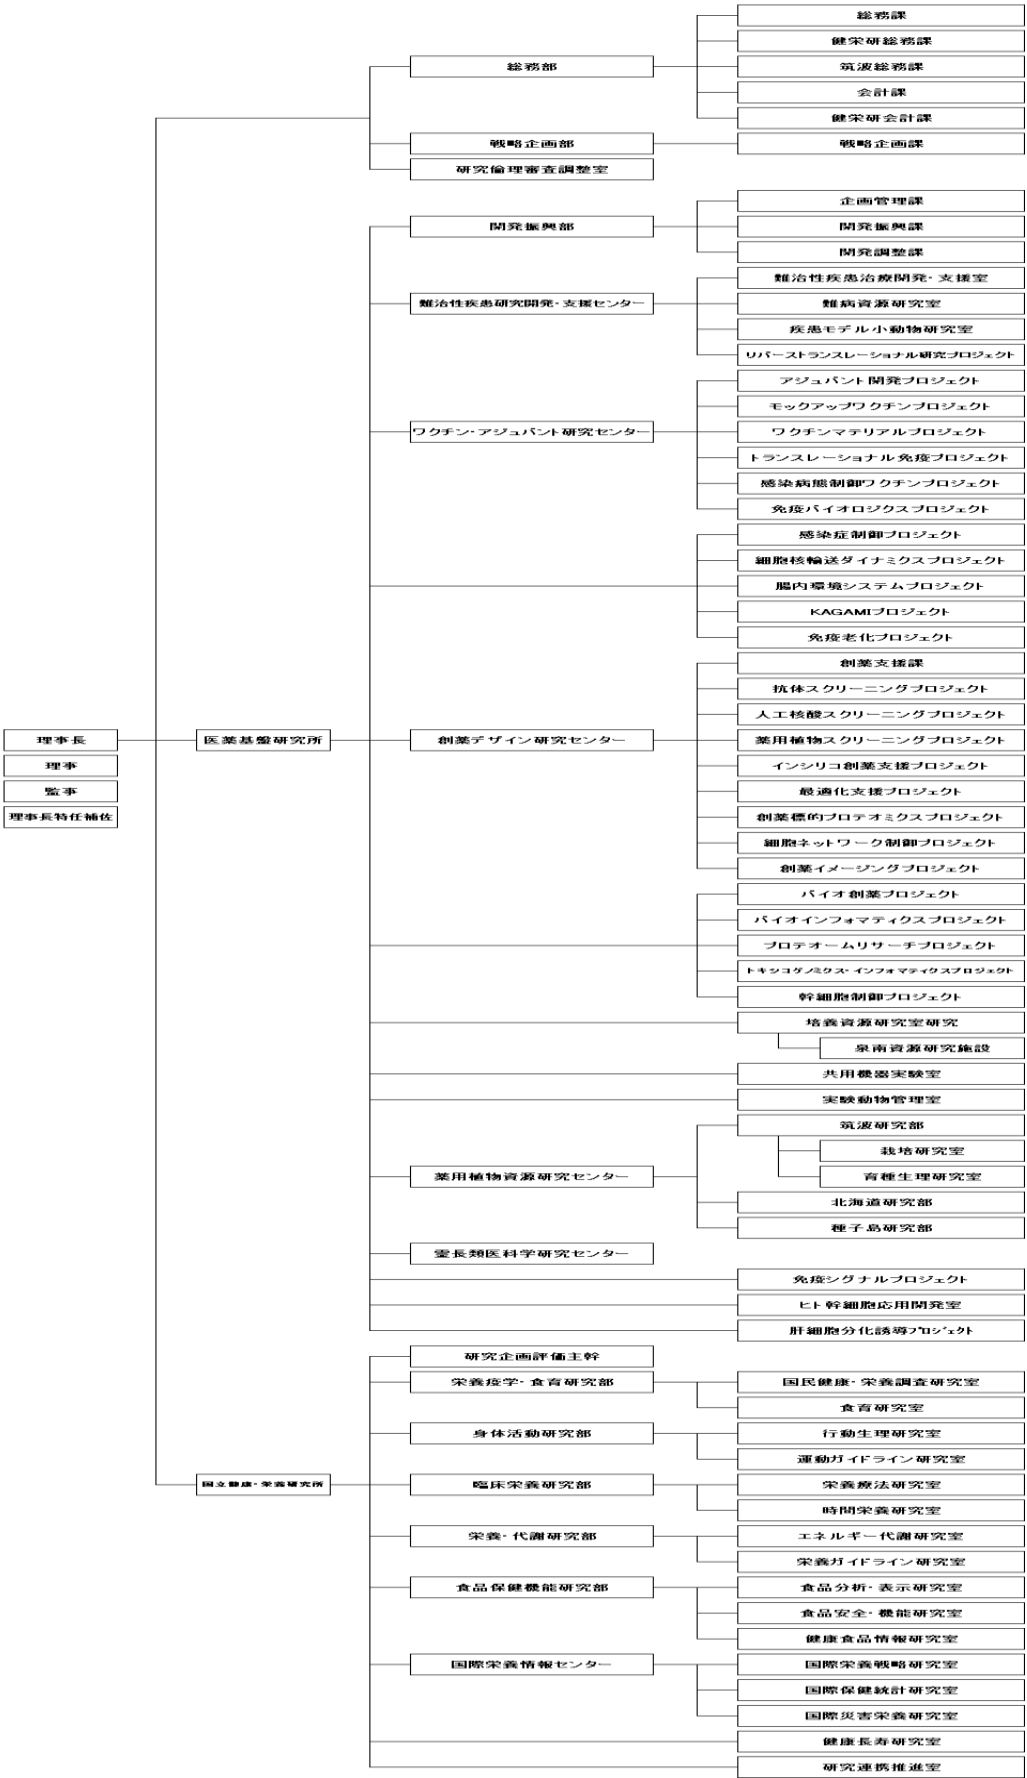 総務課
健栄研総務課
総務部
筑波総務課
会計課
健栄研会計課
戦略企画部
戦略企画課
研究倫理審査調整室
企画管理課
開発振興部
開発振興課
開発調整課
難治性疾患治療開発・支援室
難治性疾患研究開発・支援センター
難病資源研究室
疾患モデル小動物研究室
リバーストランスレーショナル研究プロジェクト
アジュバント開発プロジェクト
モックアップワクチンプロジェクト
ワクチン・アジュバント研究センター
ワクチンマテリアルプロジェクト
トランスレーショナル免疫プロジェクト
感染病態制御ワクチンプロジェクト
免疫バイオロジクスプロジェクト
感染症制御プロジェクト
細胞核輸送ダイナミクスプロジェクト
腸内環境システムプロジェクト
KAGAMIプロジェクト
免疫老化プロジェクト
創薬支援課
抗体スクリーニングプロジェクト
人工核酸スクリーニングプロジェクト
理事長
医薬基盤研究所
創薬デザイン研究センター
薬用植物スクリーニングプロジェクト
理事
インシリコ創薬支援プロジェクト
監事
最適化支援プロジェクト
理事長特任補佐
創薬標的プロテオミクスプロジェクト
細胞ネットワーク制御プロジェクト
創薬イメージングプロジェクト
バイオ創薬プロジェクト
バイオインフォマティクスプロジェクト
プロテオームリサーチプロジェクト
トキシコゲノミクス・インフォマティクスプロジェクト
幹細胞制御プロジェクト
培養資源研究室研究
泉南資源研究施設
共用機器実験室
実験動物管理室
筑波研究部
栽培研究室
薬用植物資源研究センター
育種生理研究室
北海道研究部
種子島研究部
霊長類医科学研究センター
免疫シグナルプロジェクト
ヒト幹細胞応用開発室
肝細胞分化誘導プロジェクト
研究企画評価主幹
栄養疫学・食育研究部
国民健康・栄養調査研究室
食育研究室
身体活動研究部
行動生理研究室
運動ガイドライン研究室
国立健康・栄養研究所
臨床栄養研究部
栄養療法研究室
時間栄養研究室
栄養・代謝研究部
エネルギー代謝研究室
栄養ガイドライン研究室
食品保健機能研究部
食品分析・表示研究室
食品安全・機能研究室
健康食品情報研究室
国際栄養情報センター
国際栄養戦略研究室
国際保健統計研究室
国際災害栄養研究室
健康長寿研究室
研究連携推進室